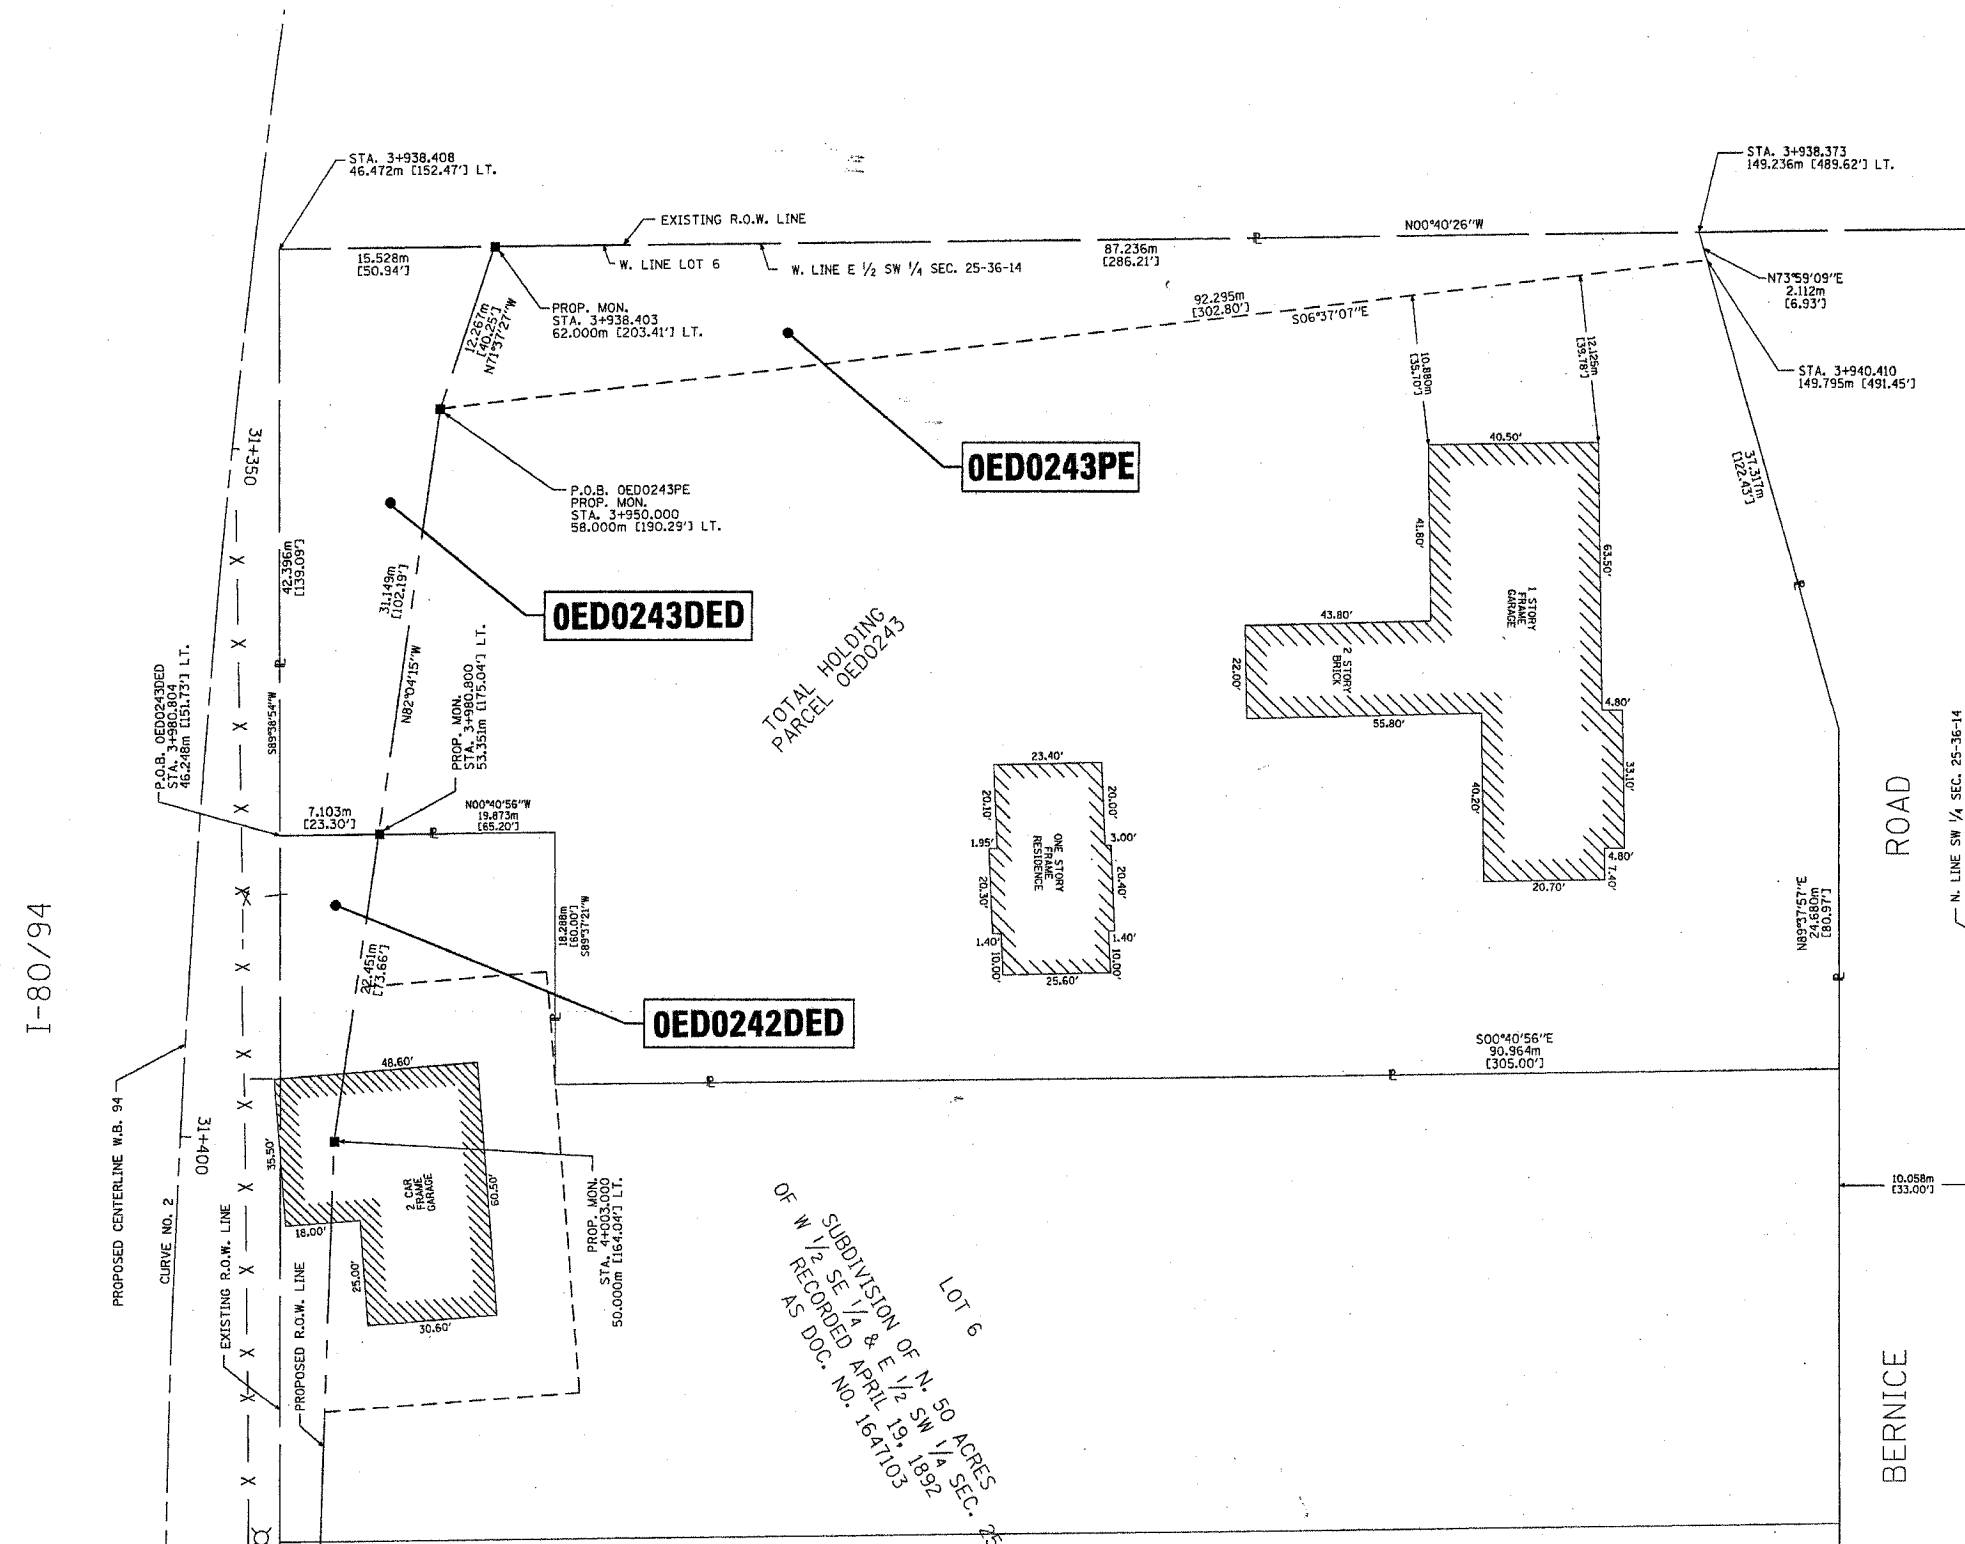 STA. 3+938.408
46.472m [152.47'] LT.
EXISTING R.O.W. LINE
W. LINE LOT 6
W. LINE E 1/2 SW 1/4 SEC. 25-36-14
15.528m
[50.94']
87.236m
[286.21']
N00°40'26"W
STA. 3+938.373
149.236m [489.62'] LT.
N73°59'09"E
2.112m
[6.93']
STA. 3+940.410
149.795m [491.45']
PROP. MON.
STA. 3+938.403
62.000m [203.41'] LT.
12.267m
[40.25']
N71°37'27"W
92.295m
[302.80']
S06°37'07"E
10.880m
[35.70']
12.125m
[39.78']
37.317m
[122.43']
0ED0243PE
P.O.B. 0ED0243PE
PROP. MON.
STA. 3+950.000
58.000m [190.29'] LT.
31+350
42.396m
[139.09']
S89°38'54"W
31.149m
[102.19']
N82°04'15"W
0ED0243DED
TOTAL HOLDING
PARCEL 0ED0243
40.50'
41.80'
63.50'
1 STORY
FRAME
GARAGE
43.80'
22.00'
2 STORY
BRICK
55.80'
4.80'
33.10'
40.20'
4.80'
7.40'
20.70'
P.O.B. 0ED0243DED
STA. 3+980.804
46.248m [151.73'] LT.
PROP. MON.
STA. 3+980.800
53.351m [175.04'] LT.
7.103m
[23.30']
N00°40'56"W
19.873m
[65.20']
18.288m
[60.00']
S89°37'21"W
23.40'
20.10'
20.00'
1.95'
3.00'
ONE STORY
FRAME
RESIDENCE
20.30'
20.40'
1.40'
1.40'
10.00'
10.00'
25.60'
N89°37'57"E
24.680m
[80.97']
ROAD
N. LINE SW 1/4 SEC. 25-36-14
I-80/94
22.451m
[73.66']
0ED0242DED
S00°40'56"E
90.964m
[305.00']
48.60'
35.50'
2 CAR
FRAME
GARAGE
60.50'
18.00'
25.00'
30.60'
PROP. MON.
STA. 4+003.000
50.000m [164.04'] LT.
10.058m
[33.00']
PROPOSED CENTERLINE W.B. 94
CURVE NO. 2
31+400
EXISTING R.O.W. LINE
PROPOSED R.O.W. LINE
LOT 6
SUBDIVISION OF N. 50 ACRES
OF W 1/2 SE 1/4 & E 1/2 SW 1/4 SEC. 25
RECORDED APRIL 19, 1892
AS DOC. NO. 1647103
BERNICE